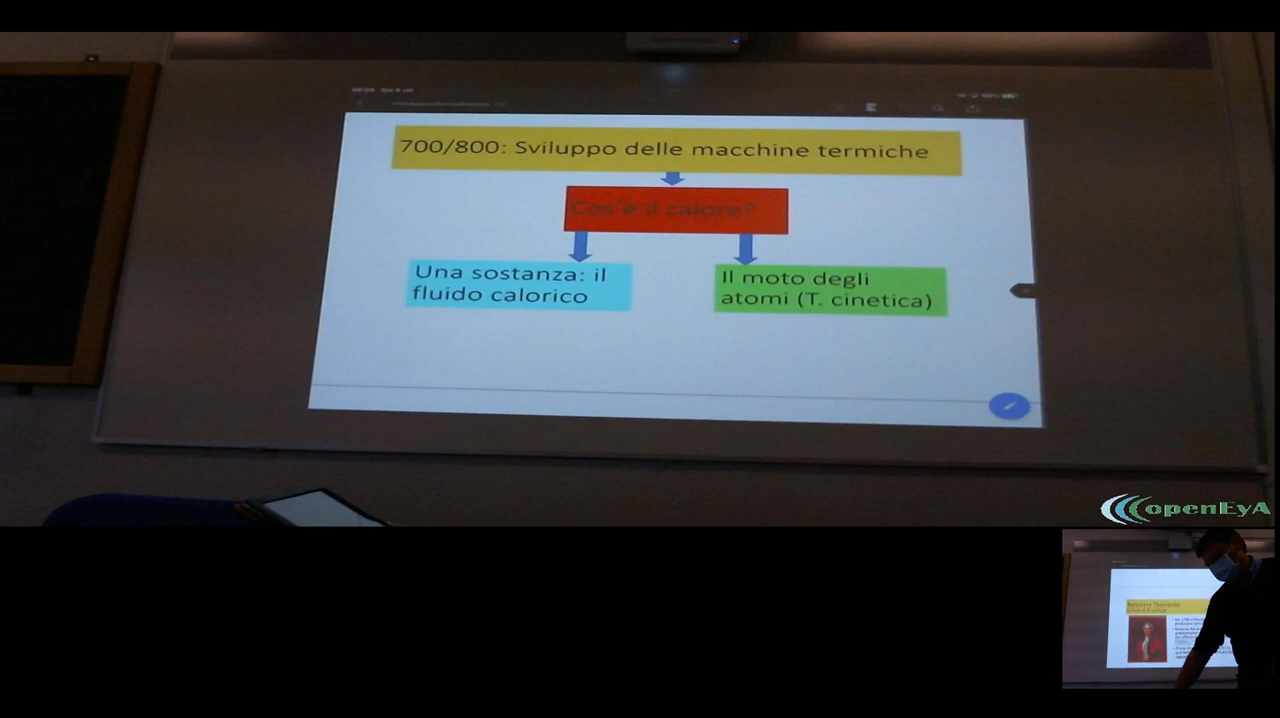 700/800: Sviluppo delle macchine termiche
Cos'è il calore?
Una sostanza: il
fluido calorico
Il moto degli
atomi (T. cinetica)
openEyA